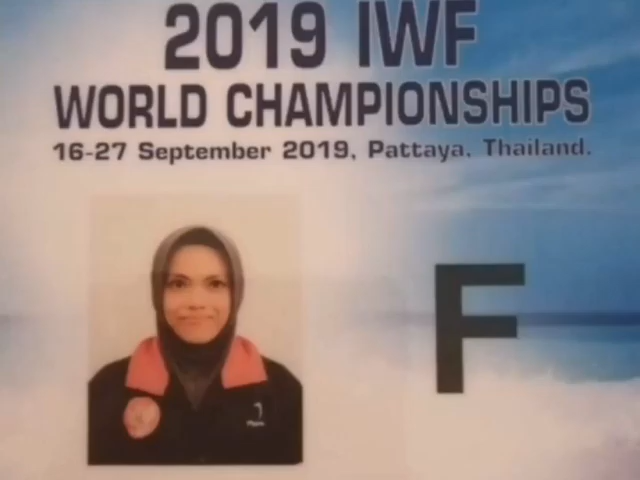 2019 IWF
WORLD CHAMPIONSHIPS
16-27 September 2019, Pattaya, Thailand.
F